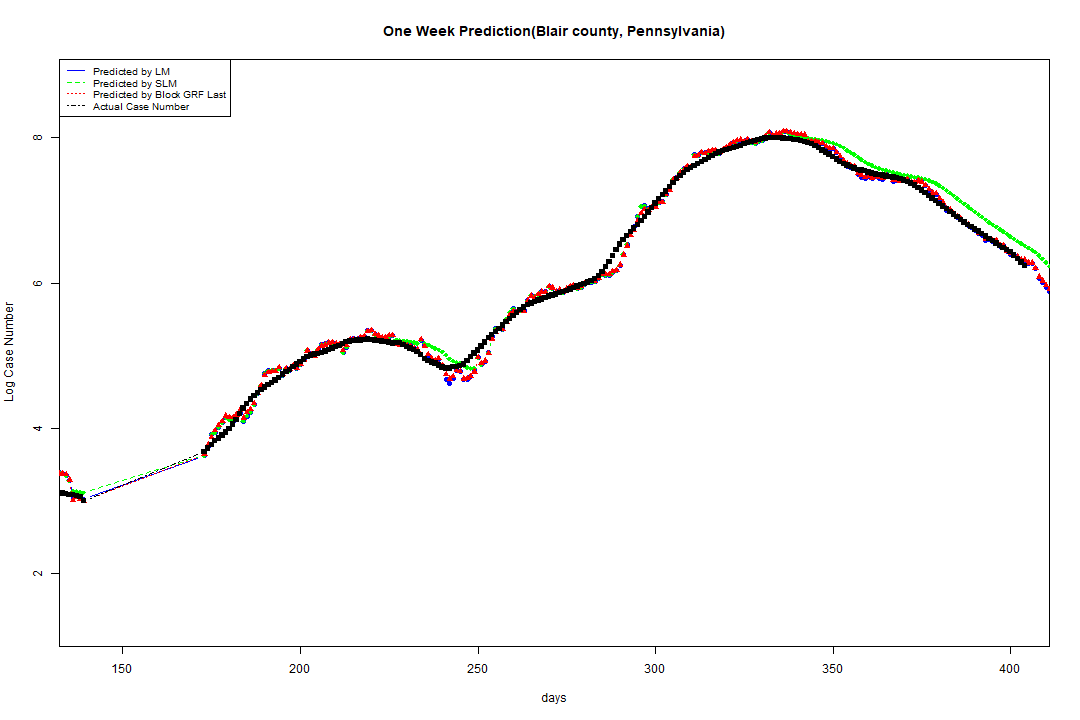 One Week Prediction(Blair county, Pennsylvania)
Predicted by LM
Predicted by SLM
Predicted by Block GRF Last
Actual Case Number
8
6
4
2
Log Case Number
150 200 250 300 350 400
days